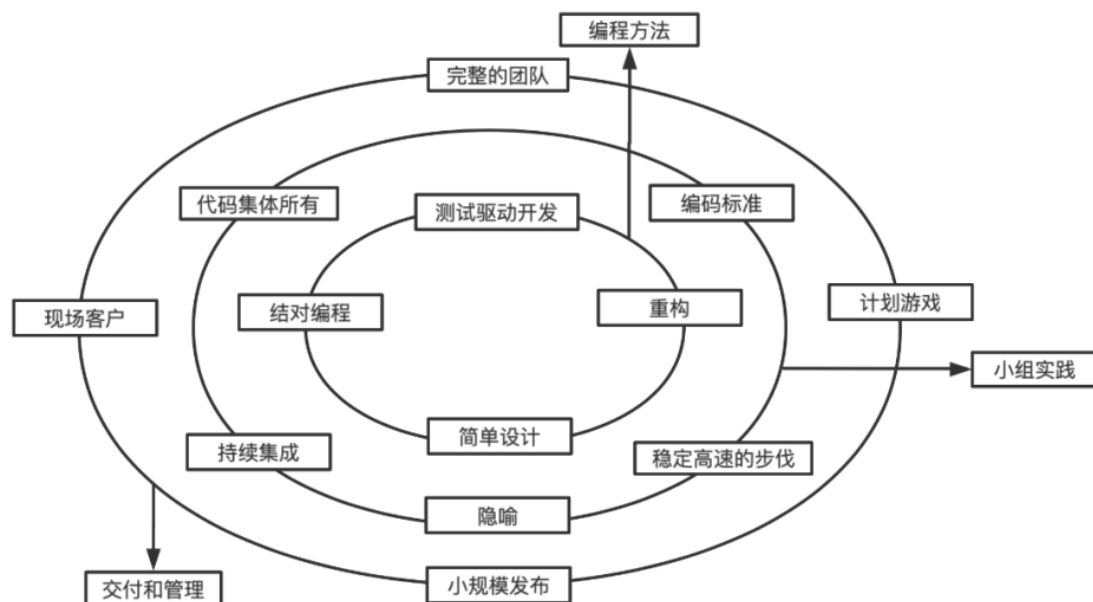 编程方法
完整的团队
代码集体所有
测试驱动开发
编码标准
现场客户
结对编程
重构
计划游戏
小组实践
持续集成
简单设计
稳定高速的步伐
隐喻
交付和管理
小规模发布